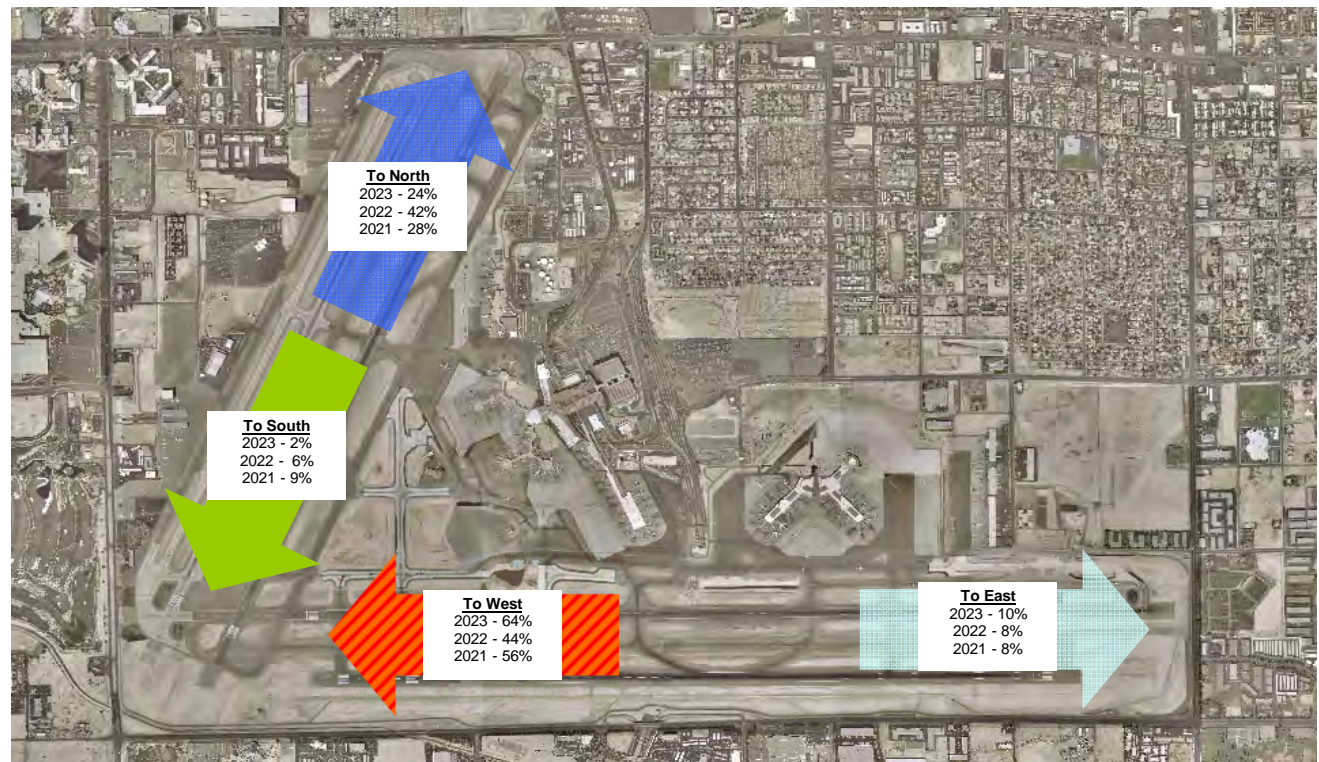 To North
2023 - 24%
2022 - 42%
2021 - 28%
To South
2023 - 2%
2022 - 6%
2021 - 9%
To West
2023 - 64%
2022 - 44%
2021 - 56%
To East
2023 - 10%
2022 - 8%
2021 - 8%